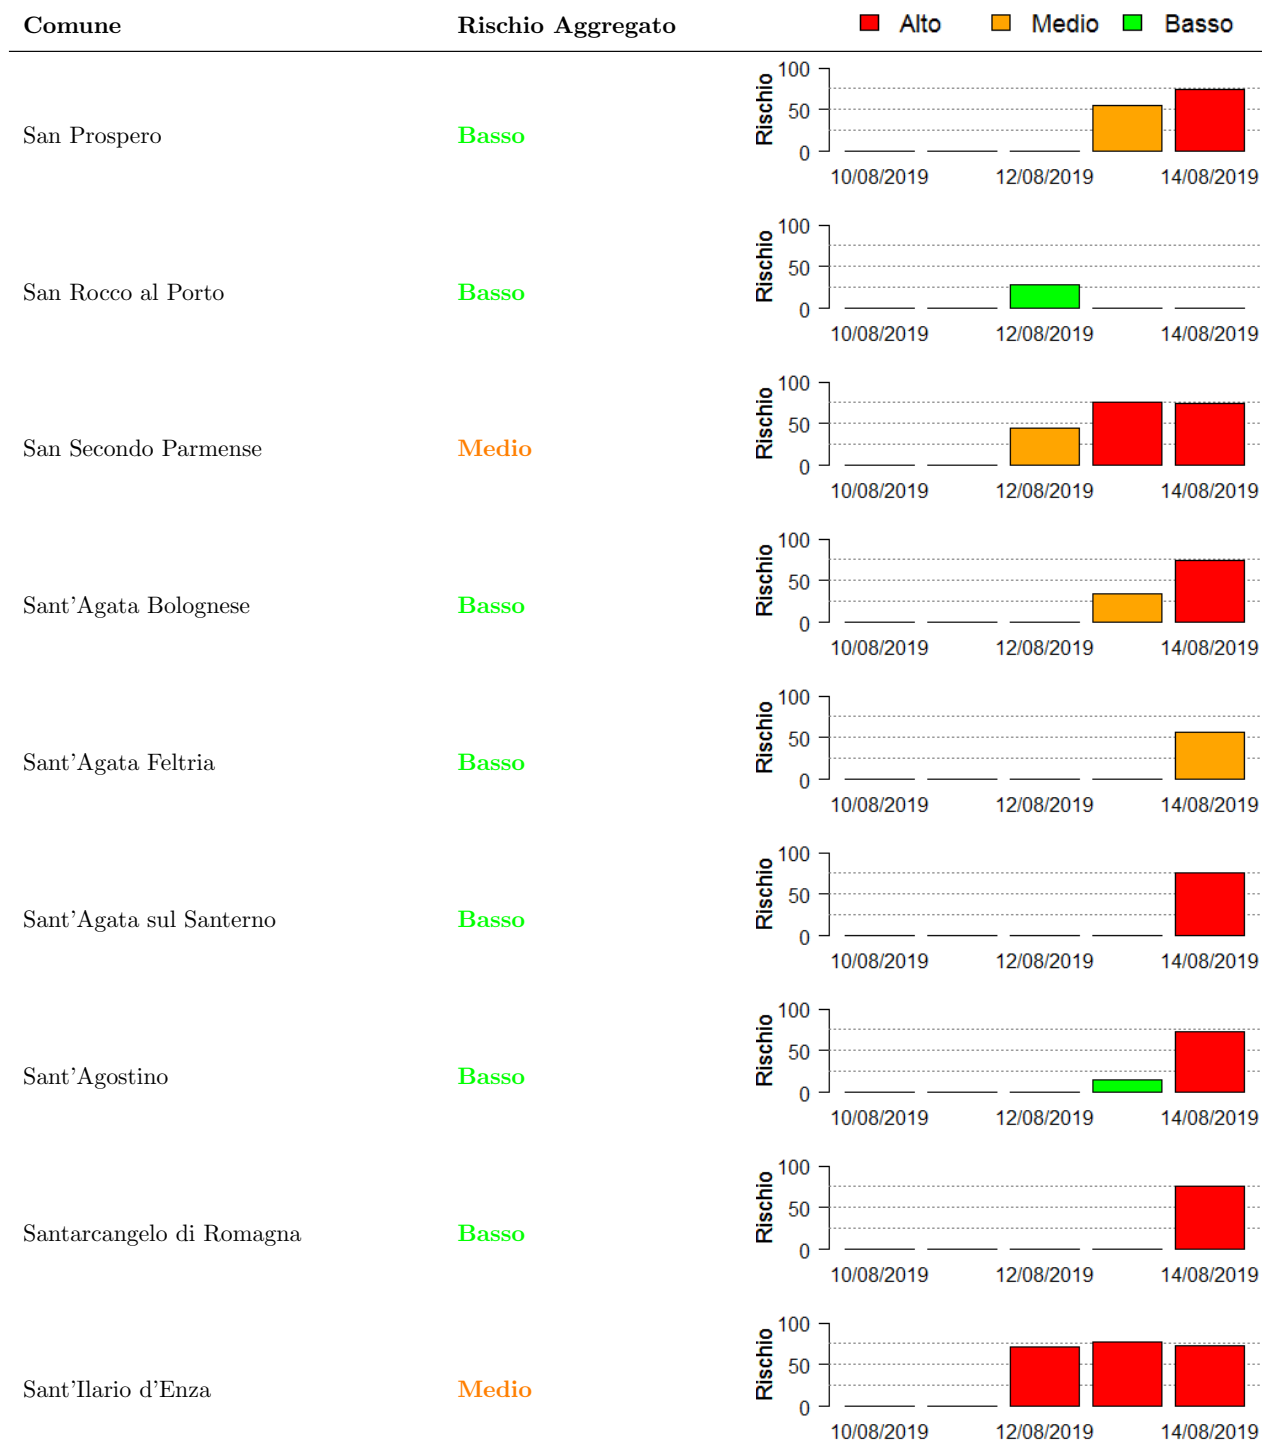 Comune Rischio Aggregato Alto Medio Basso
San Prospero Basso Rischio 100 50 0
10/08/2019 12/08/2019 14/08/2019
San Rocco al Porto Basso Rischio 100 50 0
10/08/2019 12/08/2019 14/08/2019
San Secondo Parmense Medio Rischio 100 50 0
10/08/2019 12/08/2019 14/08/2019
Sant'Agata Bolognese Basso Rischio 100 50 0
10/08/2019 12/08/2019 14/08/2019
Sant'Agata Feltria Basso Rischio 100 50 0
10/08/2019 12/08/2019 14/08/2019
Sant'Agata sul Santerno Basso Rischio 100 50 0
10/08/2019 12/08/2019 14/08/2019
Sant'Agostino Basso Rischio 100 50 0
10/08/2019 12/08/2019 14/08/2019
Santarcangelo di Romagna Basso Rischio 100 50 0
10/08/2019 12/08/2019 14/08/2019
Sant'Ilario d'Enza Medio Rischio 100 50 0
10/08/2019 12/08/2019 14/08/2019